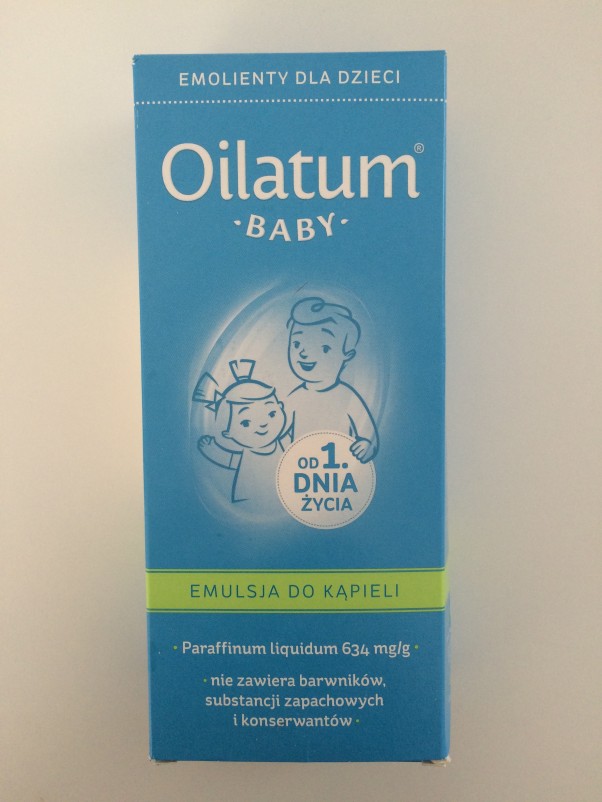 EMOLIENTY DLA DZIECI
Oilatum®
·BABY·
OD 1.
DNIA
ŻYCIA
EMULSJA DO KĄPIELI
· Paraffinum liquidum 634 mg/g ·
· nie zawiera barwników,
substancji zapachowych
i konserwantów ·